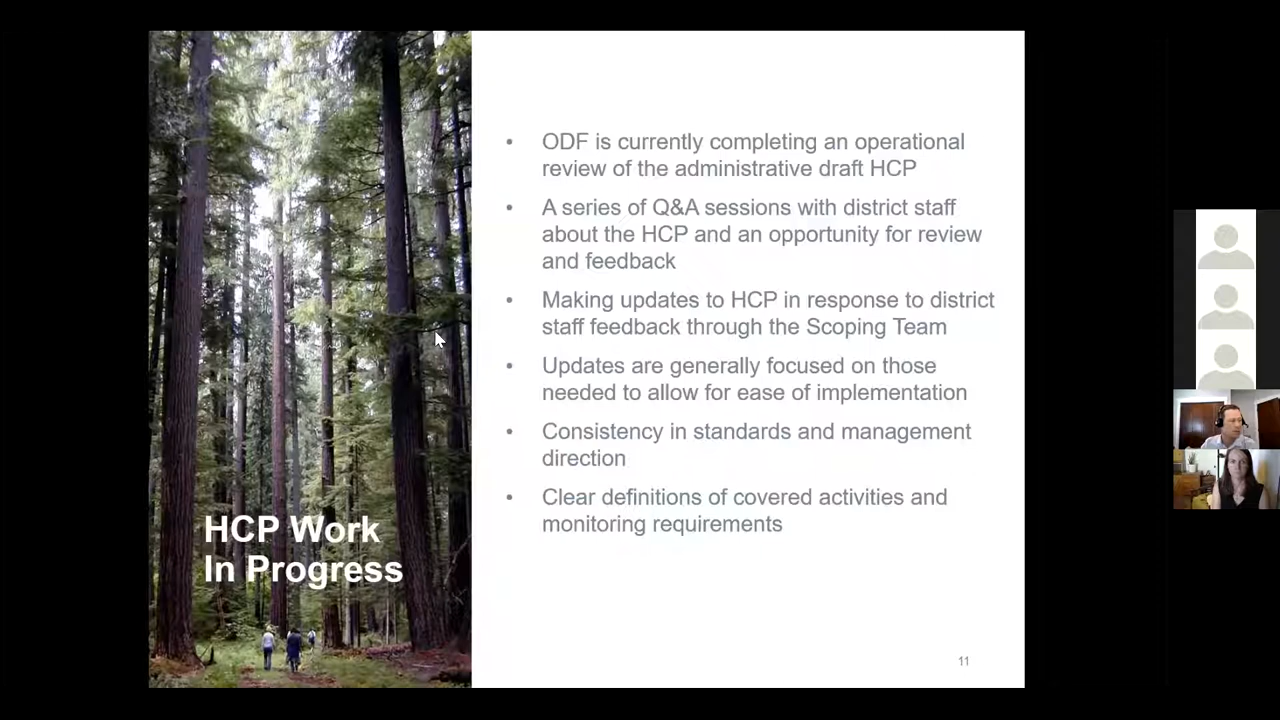 HCP Work
In Progress
• ODF is currently completing an operational
review of the administrative draft HCP
• A series of Q&A sessions with district staff
about the HCP and an opportunity for review
and feedback
• Making updates to HCP in response to district
staff feedback through the Scoping Team
• Updates are generally focused on those
needed to allow for ease of implementation
• Consistency in standards and management
direction
• Clear definitions of covered activities and
monitoring requirements
11